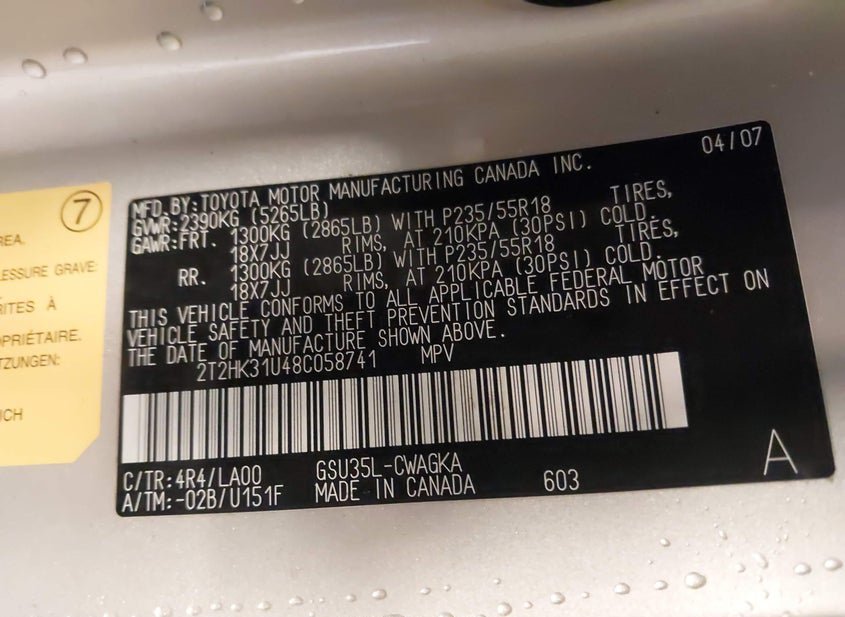 7
REA.
LESSURE GRAVE:
RITES À
OPRIÉTAIRE.
TZUNGEN:
ICH
04/07
MFD.BY:TOYOTA MOTOR MANUFACTURING CANADA INC.
GVWR:2390KG (5265LB)
GAWR:FRT. 1300KG (2865LB) WITH P235/55R18 TIRES,
18X7JJ RIMS, AT 210KPA (30PSI) COLD.
RR. 1300KG (2865LB) WITH P235/55R18 TIRES,
18X7JJ RIMS, AT 210KPA (30PSI) COLD.
THIS VEHICLE CONFORMS TO ALL APPLICABLE FEDERAL MOTOR
VEHICLE SAFETY AND THEFT PREVENTION STANDARDS IN EFFECT ON
THE DATE OF MANUFACTURE SHOWN ABOVE.
2T2HK31U48C058741 MPV
C/TR:4R4/LA00 GSU35L-CWAGKA
A/TM:-02B/U151F MADE IN CANADA 603
A